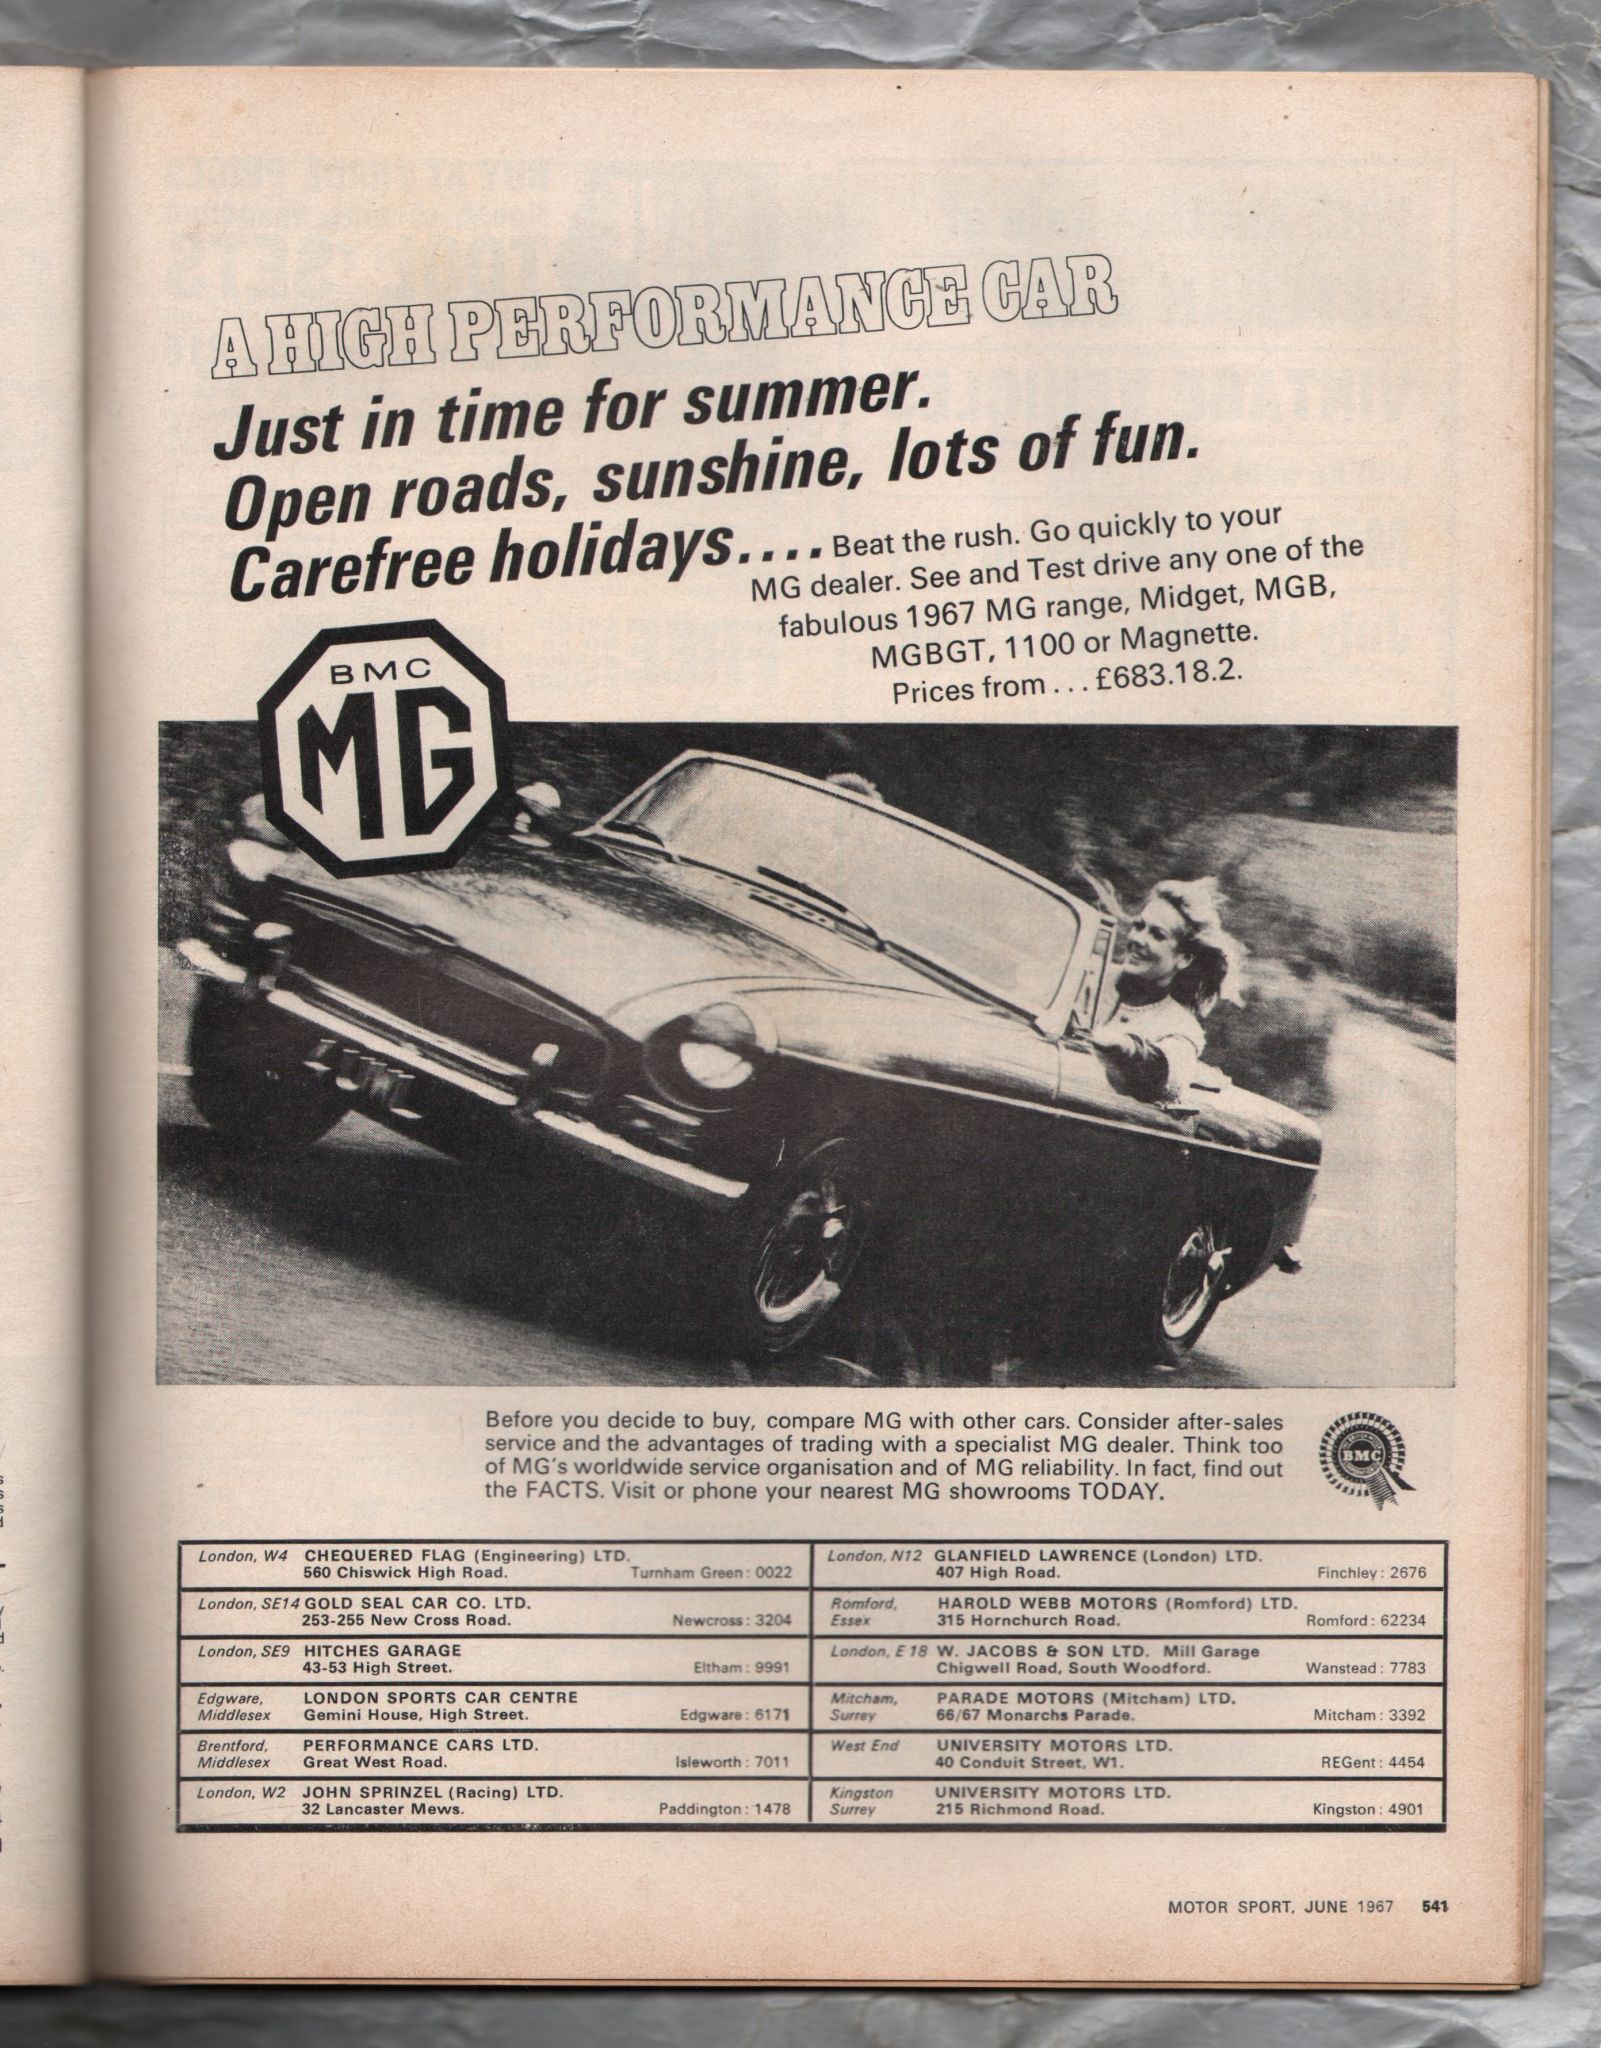 A HIGH PERFORMANCE CAR
Just in time for summer.
Open roads, sunshine, lots of fun.
Carefree holidays.... Beat the rush. Go quickly to your
MG dealer. See and Test drive any one of the
fabulous 1967 MG range, Midget, MGB,
MGBGT, 1100 or Magnette.
Prices from ... £683.18.2.
BMC
MG
Before you decide to buy, compare MG with other cars. Consider after-sales
service and the advantages of trading with a specialist MG dealer. Think too
of MG's worldwide service organisation and of MG reliability. In fact, find out
the FACTS. Visit or phone your nearest MG showrooms TODAY.
BMC
London, W4 CHEQUERED FLAG (Engineering) LTD.
560 Chiswick High Road. Turnham Green: 0022
London, SE14 GOLD SEAL CAR CO. LTD.
253-255 New Cross Road. Newcross: 3204
London, SE9 HITCHES GARAGE
43-53 High Street. Eltham: 9991
Edgware, LONDON SPORTS CAR CENTRE
Middlesex Gemini House, High Street. Edgware: 6171
Brentford, PERFORMANCE CARS LTD.
Middlesex Great West Road. Isleworth: 7011
London, W2 JOHN SPRINZEL (Racing) LTD.
32 Lancaster Mews. Paddington: 1478
London, N12 GLANFIELD LAWRENCE (London) LTD.
407 High Road. Finchley: 2676
Romford, HAROLD WEBB MOTORS (Romford) LTD.
Essex 315 Hornchurch Road. Romford: 62234
London, E18 W. JACOBS & SON LTD. Mill Garage
Chigwell Road, South Woodford. Wanstead: 7783
Mitcham, PARADE MOTORS (Mitcham) LTD.
Surrey 66/67 Monarchs Parade. Mitcham: 3392
West End UNIVERSITY MOTORS LTD.
40 Conduit Street, W1. REGent: 4454
Kingston UNIVERSITY MOTORS LTD.
Surrey 215 Richmond Road. Kingston: 4901
MOTOR SPORT, JUNE 1967 541